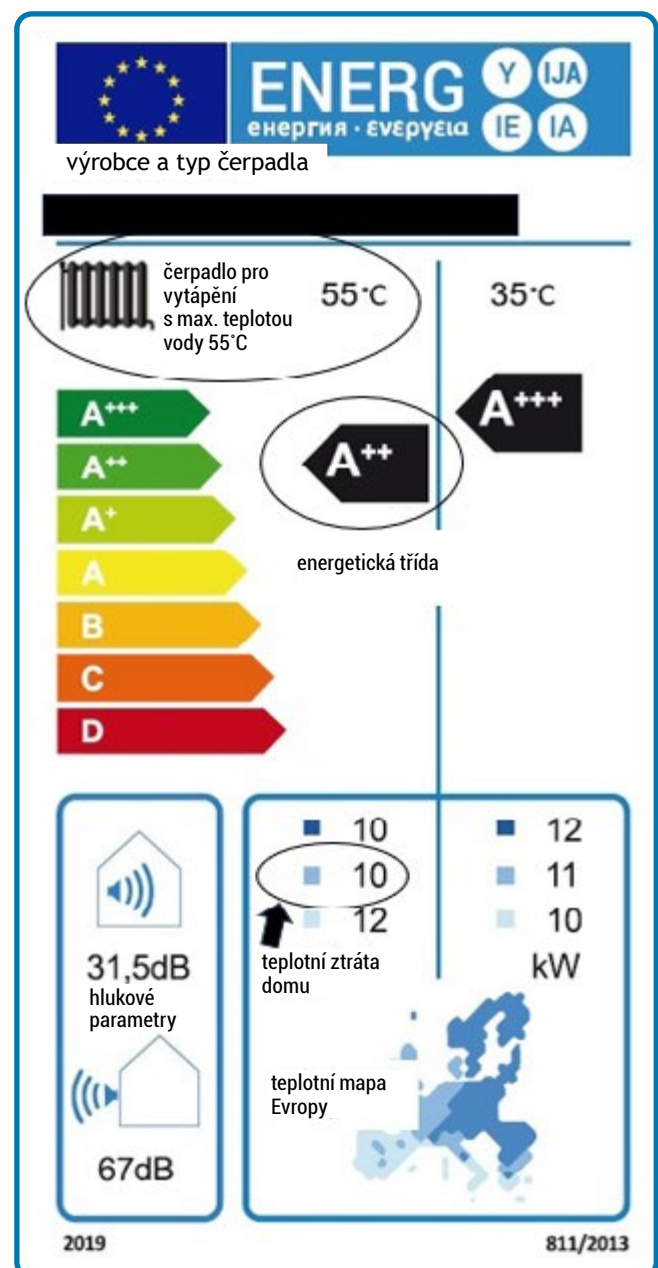 ENERG Y IJA
енергия · ενεργεια IE IA
výrobce a typ čerpadla
čerpadlo pro
vytápění
s max. teplotou
vody 55°C
55°C
35°C
A+++
A++
A+
A
B
C
D
A++
A+++
energetická třída
31,5dB
hlukové
parametry
67dB
10
10
12
teplotní ztráta
domu
12
11
10
kW
teplotní mapa
Evropy
2019
811/2013